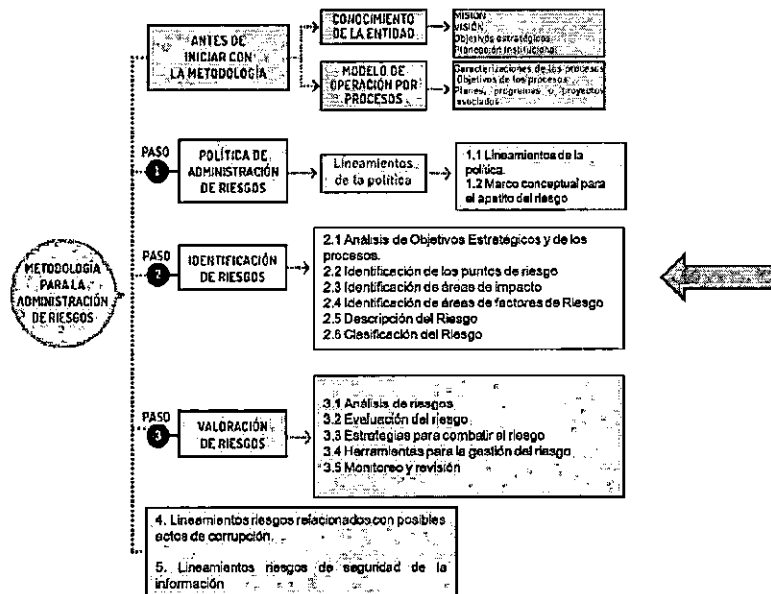 ANTES DE
INICIAR CON
LA METODOLOGÍA
CONOCIMIENTO
DE LA ENTIDAD
MISIÓN
VISIÓN
Objetivos estratégicos
Planeación Institucional
MODELO DE
OPERACIÓN POR
PROCESOS
Caracterizaciones de los procesos
Objetivos de los procesos
Planes, programas o proyectos
asociados
METODOLOGÍA
PARA LA
ADMINISTRACIÓN
DE RIESGOS
PASO
1
POLÍTICA DE
ADMINISTRACIÓN
DE RIESGOS
Lineamientos
de la política
1.1 Lineamientos de la
política.
1.2 Marco conceptual para
el apetito del riesgo
PASO
2
IDENTIFICACIÓN
DE RIESGOS
2.1 Análisis de Objetivos Estratégicos y de los
procesos.
2.2 Identificación de los puntos de riesgo
2.3 Identificación de áreas de impacto
2.4 Identificación de áreas de factores de Riesgo
2.5 Descripción del Riesgo
2.6 Clasificación del Riesgo
PASO
3
VALORACIÓN
DE RIESGOS
3.1 Análisis de riesgos
3.2 Evaluación del riesgo
3.3 Estrategias para combatir el riesgo
3.4 Herramientas para la gestión del riesgo
3.5 Monitoreo y revisión
4. Lineamientos riesgos relacionados con posibles
actos de corrupción.
5. Lineamientos riesgos de seguridad de la
información